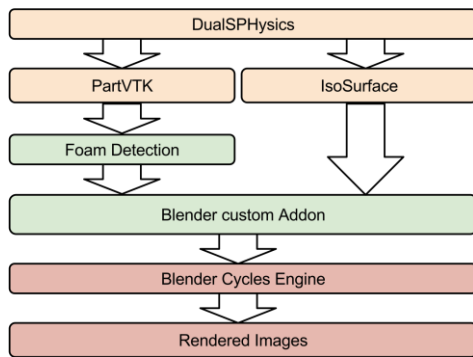 DualSPHysics
PartVTK
IsoSurface
Foam Detection
Blender custom Addon
Blender Cycles Engine
Rendered Images